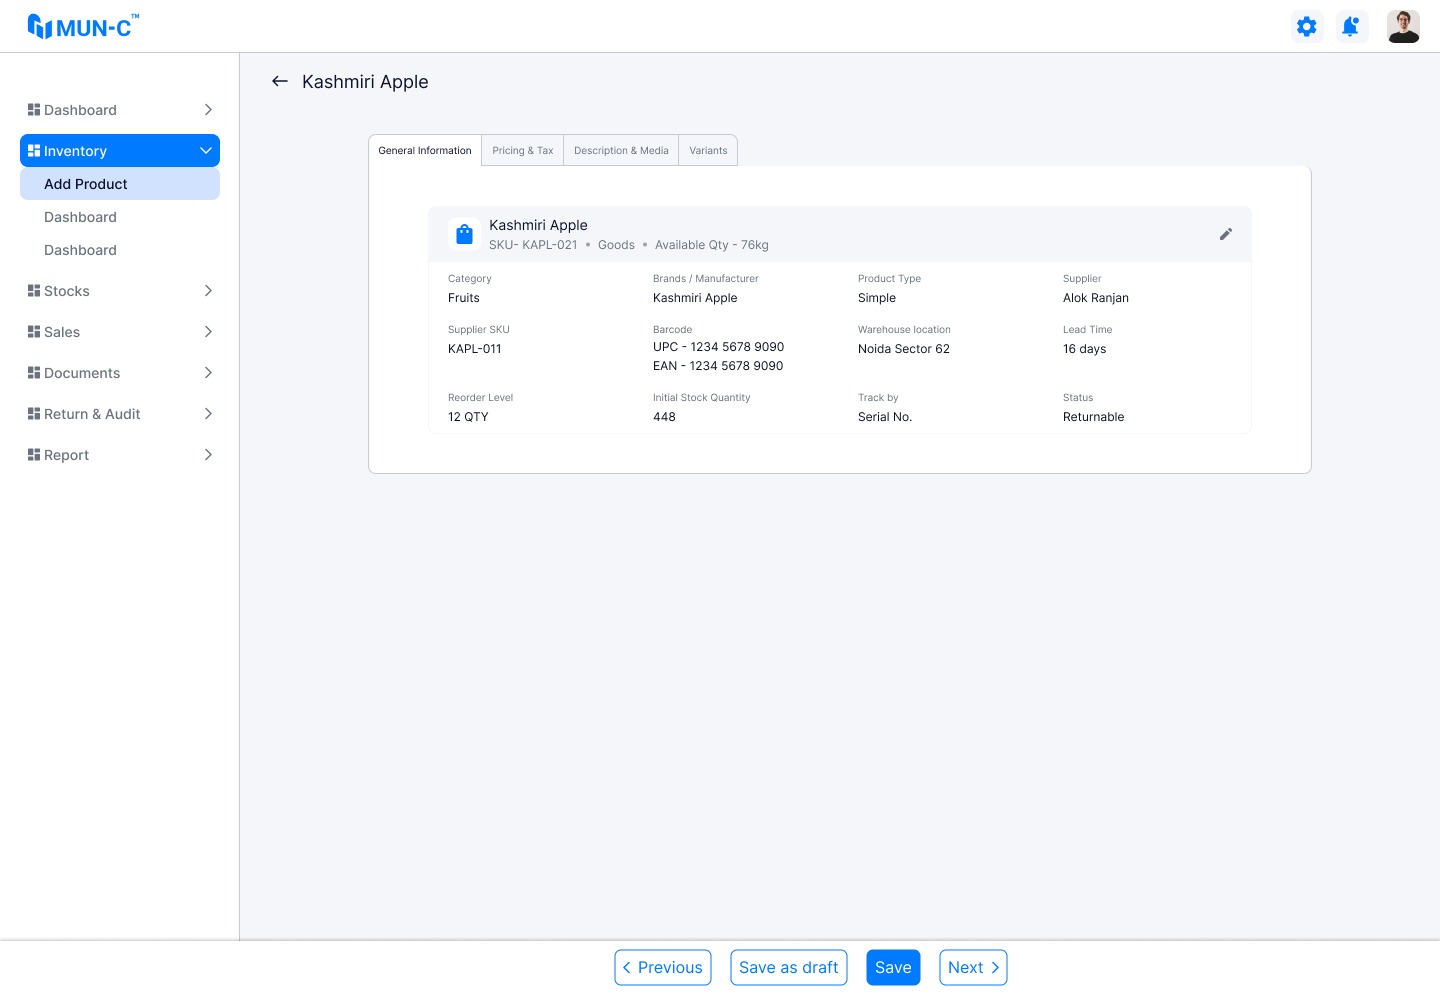 MUN-C™
Kashmiri Apple
Dashboard
Inventory
Add Product
Dashboard
Dashboard
Stocks
Sales
Documents
Return & Audit
Report
General Information
Pricing & Tax
Description & Media
Variants
Kashmiri Apple
SKU- KAPL-021 • Goods • Available Qty - 76kg
Category
Fruits
Brands / Manufacturer
Kashmiri Apple
Product Type
Simple
Supplier
Alok Ranjan
Supplier SKU
KAPL-011
Barcode
UPC - 1234 5678 9090
EAN - 1234 5678 9090
Warehouse location
Noida Sector 62
Lead Time
16 days
Reorder Level
12 QTY
Initial Stock Quantity
448
Track by
Serial No.
Status
Returnable
Previous
Save as draft
Save
Next